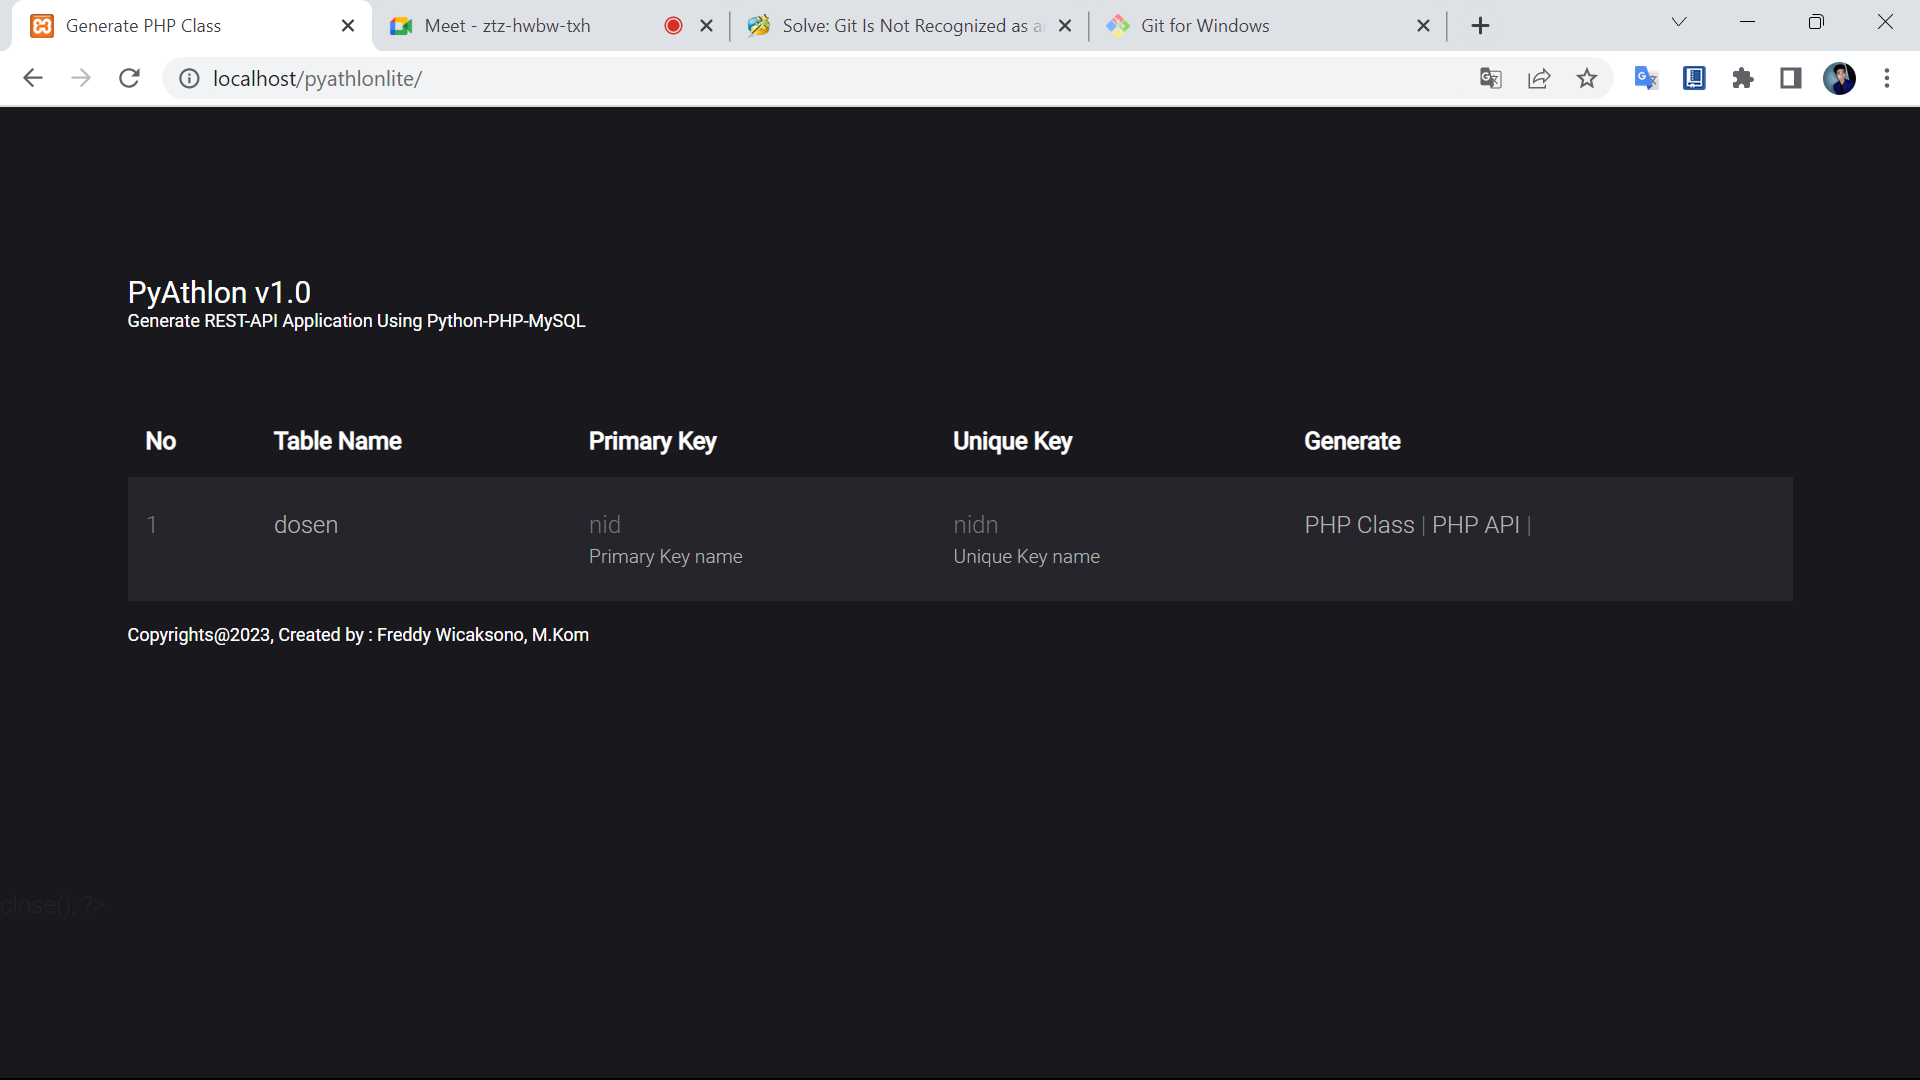 Generate PHP Class
Meet - ztz-hwbw-txh
Solve: Git Is Not Recognized as a
Git for Windows
localhost/pyathlonlite/
PyAthlon v1.0
Generate REST-API Application Using Python-PHP-MySQL
No Table Name Primary Key Unique Key Generate
1 dosen nid nidn PHP Class | PHP API |
Primary Key name Unique Key name
Copyrights@2023, Created by : Freddy Wicaksono, M.Kom
close(); ?>